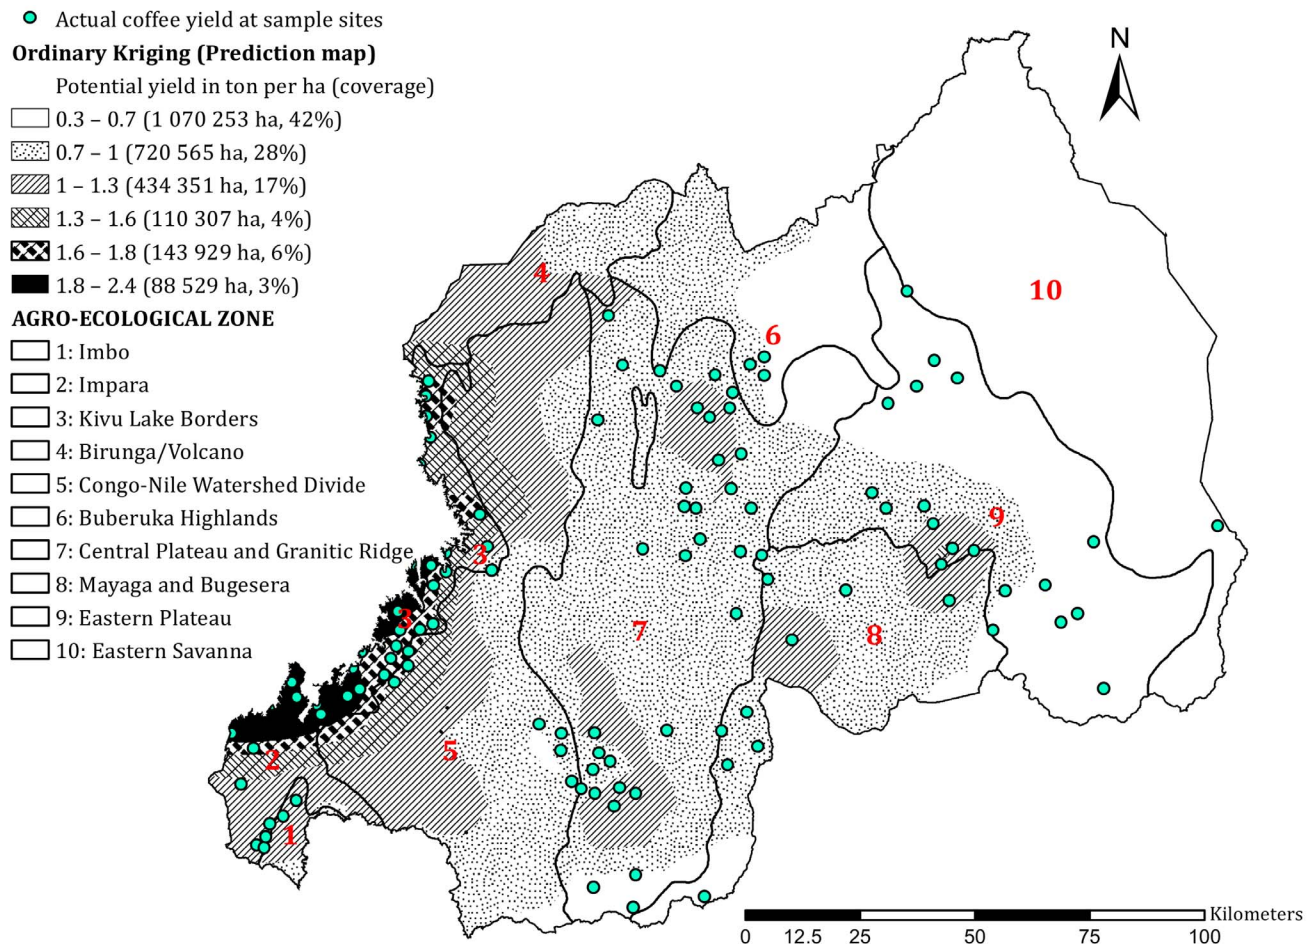 Actual coffee yield at sample sites
Ordinary Kriging (Prediction map)
Potential yield in ton per ha (coverage)
0.3 – 0.7 (1 070 253 ha, 42%)
0.7 – 1 (720 565 ha, 28%)
1 – 1.3 (434 351 ha, 17%)
1.3 – 1.6 (110 307 ha, 4%)
1.6 – 1.8 (143 929 ha, 6%)
1.8 – 2.4 (88 529 ha, 3%)
AGRO-ECOLOGICAL ZONE
1: Imbo
2: Impara
3: Kivu Lake Borders
4: Birunga/Volcano
5: Congo-Nile Watershed Divide
6: Buberuka Highlands
7: Central Plateau and Granitic Ridge
8: Mayaga and Bugesera
9: Eastern Plateau
10: Eastern Savanna
N
4
10
6
9
3
3
7
8
5
2
1
Kilometers
0 12.5 25 50 75 100